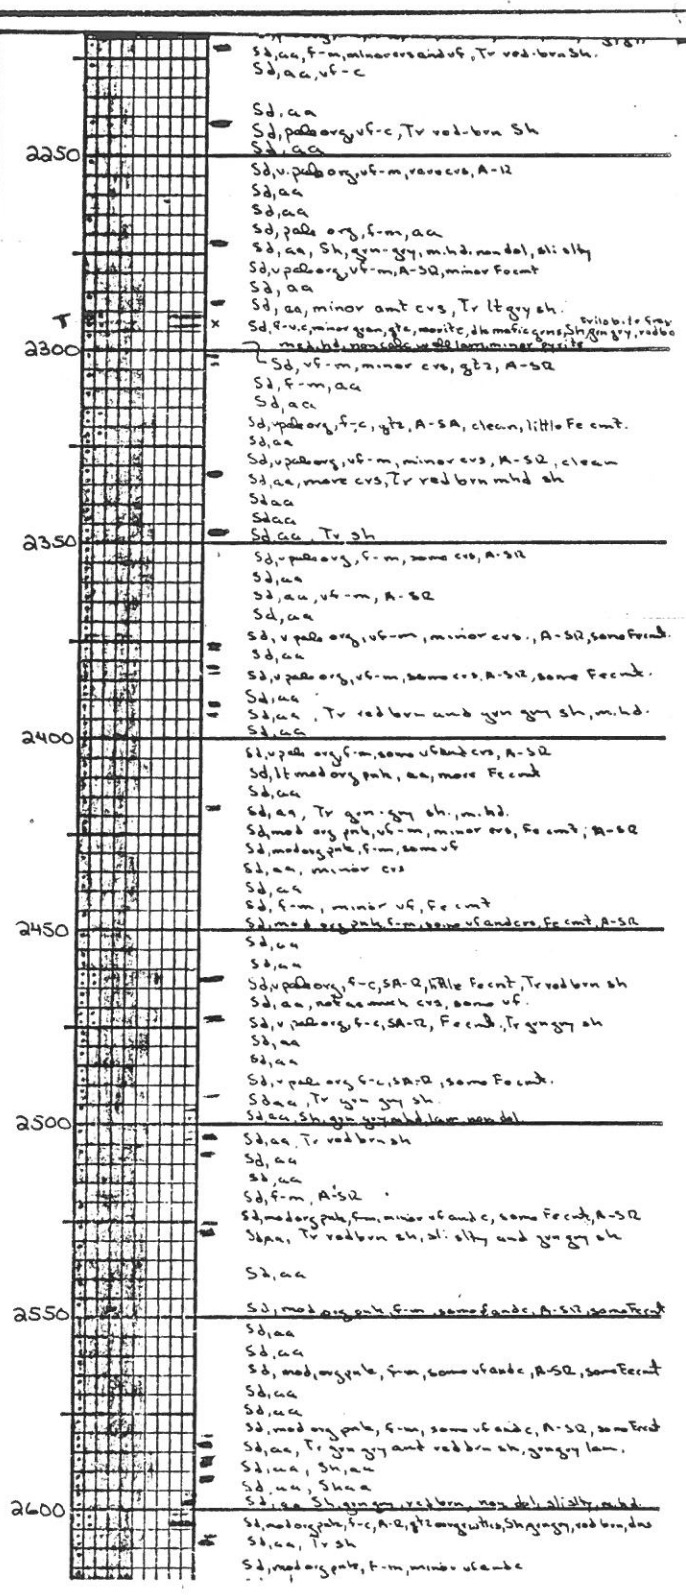 Sd, aa, f-m, minor crs and vf, Tr red-brn Sh.
Sd, aa, vf-c
Sd, aa
Sd, pale org, vf-c, Tr red-brn Sh
Sd, aa
2250
Sd, v. pale org, vf-m, rare crs, A-R
Sd, aa
Sd, aa
Sd, pale org, f-m, aa
Sd, aa, Sh, grn-gry, m.hd. non dol, sli slty
Sd, v pale org, vf-m, A-SR, minor Fe cmt
Sd, aa
Sd, aa, minor amt crs, Tr lt gry sh.
T
x
Sd, f-v.c, minor gran, qtz, dk mafic grns, Sh, grn gry,
med. hd, non calc, well lam, minor pyrite
2300
Sd, vf-m, minor crs, qtz, A-SR
Sd, f-m, aa
Sd, aa
Sd, v pale org, f-c, qtz, A-SA, clean, little Fe cmt.
Sd, aa
Sd, v pale org, vf-m, minor crs, A-SR, clean
Sd, aa, more crs, Tr red brn mhd sh
Sd aa
Sd aa
Sd, aa, Tr sh
2350
Sd, v pale org, f-m, some crs, A-SR
Sd, aa
Sd, aa, vf-m, A-SR
Sd, aa
Sd, v pale org, vf-m, minor crs., A-SR, some Fe cmt.
Sd, aa
Sd, v pale org, vf-m, some crs, A-SR, some Fe cmt.
Sd, aa
Sd, aa, Tr red brn and grn gry sh, m.hd.
Sd, aa
2400
Sd, v pale org, f-m, some vf and crs, A-SR
Sd, lt mod org pnk, aa, more Fe cmt
Sd, aa
Sd, aa, Tr grn-gry sh., m.hd.
Sd, mod org pnk, vf-m, minor crs, Fe cmt, A-SR
Sd, mod org pnk, f-m, some vf
Sd, aa, minor crs
Sd, aa
Sd, f-m, minor vf, Fe cmt
Sd, mod org pnk, f-m, some vf and crs, Fe cmt, A-SR
2450
Sd, aa
Sd, aa
Sd, v pale org, f-c, SA-R, little Fe cmt, Tr red brn sh
Sd, aa, not as much crs, some vf.
Sd, v pale org, f-c, SA-R, Fe cmt, Tr grn gry sh
Sd, aa
Sd, aa
Sd, v pale org f-c, SA-R, some Fe cmt.
Sd aa, Tr grn gry sh.
Sd aa, Sh, grn gry, mhd, lam, non dol
2500
Sd, aa, Tr red brn sh
Sd, aa
Sd, aa
Sd, f-m, A-SR
Sd, mod org pnk, f-m, minor vf and c, some Fe cmt, A-SR
Sd, aa, Tr red brn sh, sli slty and grn gry sh
Sd, aa
Sd, mod org pnk, f-m, some f and c, A-SR, some Fe cmt
2550
Sd, aa
Sd, aa
Sd, mod, org pnk, f-m, some vf and c, A-SR, some Fe cmt
Sd, aa
Sd, aa
Sd, mod org pnk, f-m, some vf and c, A-SR, some Fe cmt
Sd, aa, Tr grn gry and red brn sh, grn gry lam.
Sd, aa, Sh, aa
Sd, aa, Sh aa
Sd, aa Sh, grn gry, red brn, non dol, sli slty, m.hd.
2600
Sd, mod org pnk, f-c, A-R, qtz, Sh grn gry, red brn,
Sd, aa, Tr sh
Sd, mod org pnk, f-m, minor vf and c